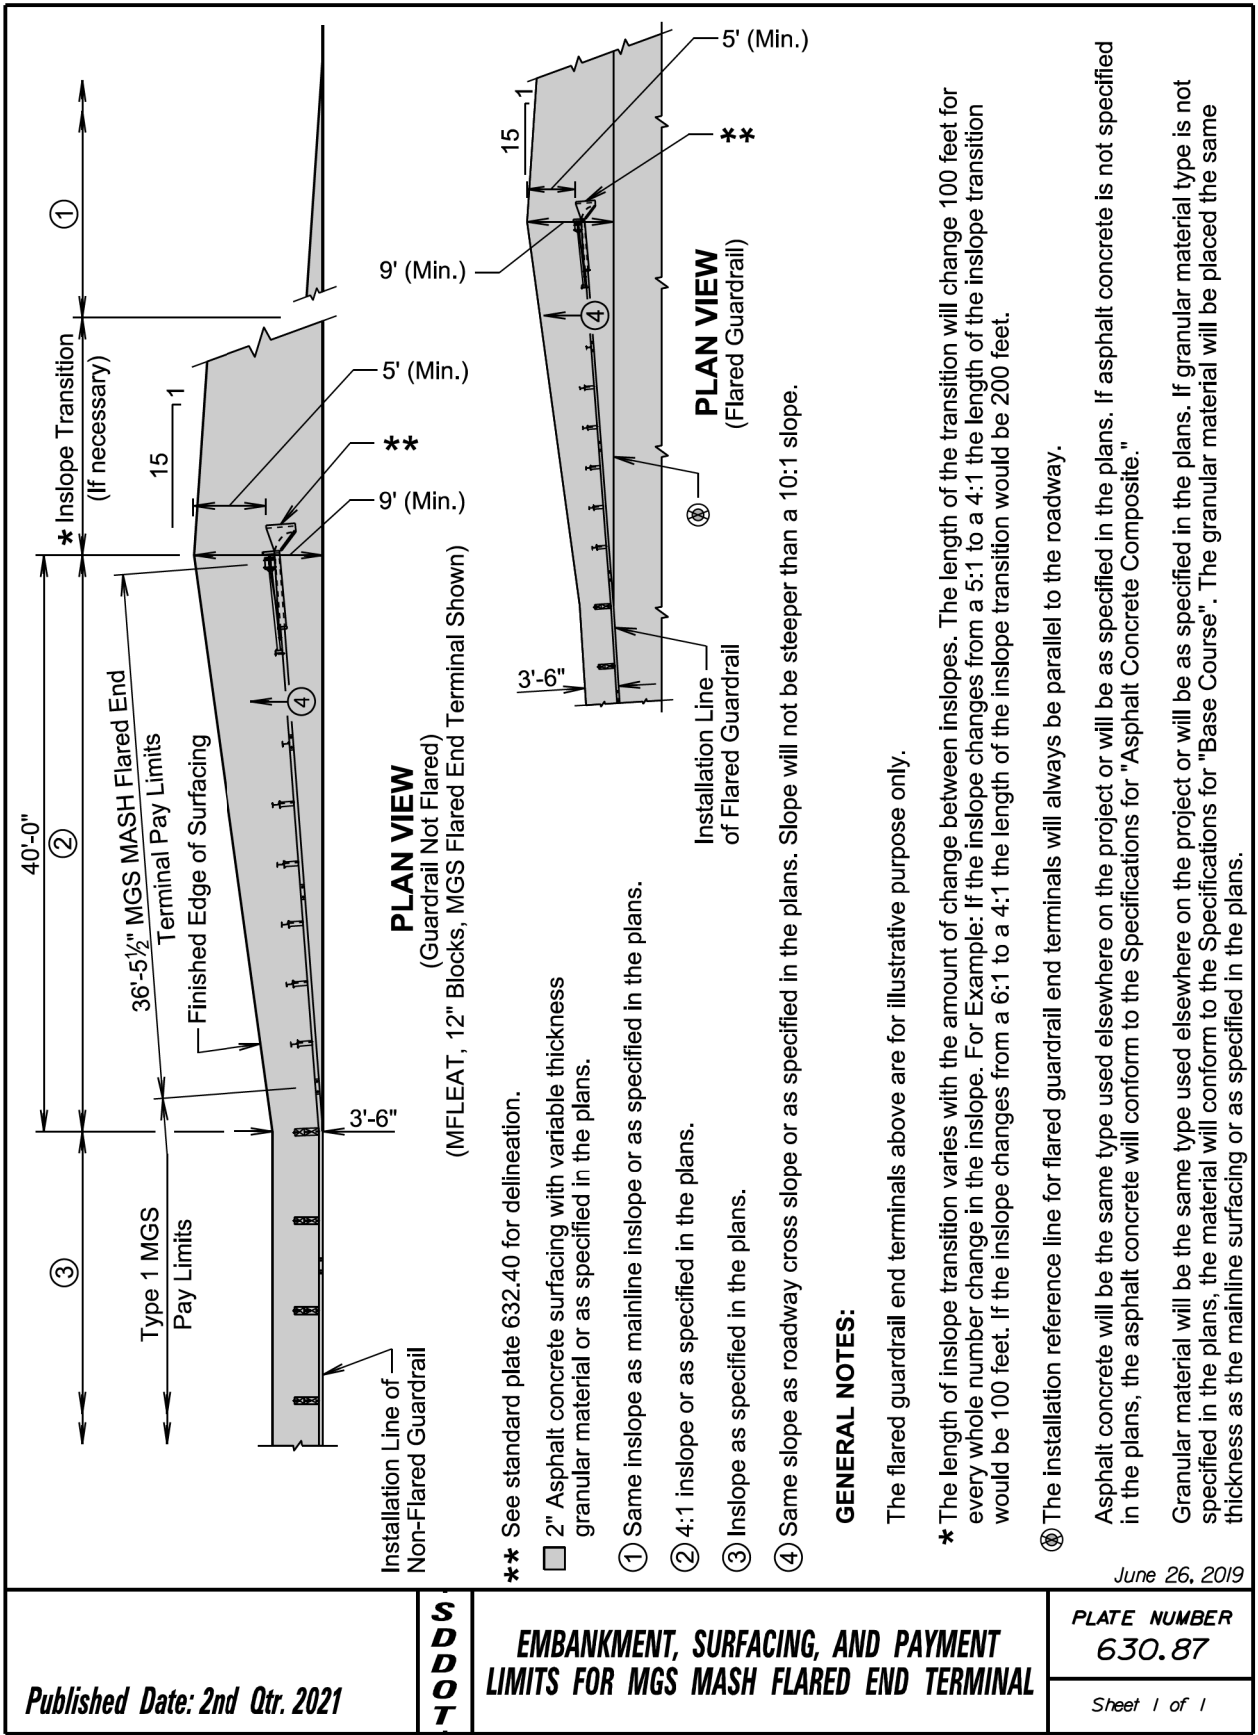 40'-0"
①
* Inslope Transition
(If necessary)
②
③
36'-5½" MGS MASH Flared End
Terminal Pay Limits
Type 1 MGS
Pay Limits
Finished Edge of Surfacing
15
1
5' (Min.)
**
9' (Min.)
④
3'-6"
Installation Line of
Non-Flared Guardrail
PLAN VIEW
(Guardrail Not Flared)
(MFLEAT, 12" Blocks, MGS Flared End Terminal Shown)
15
1
5' (Min.)
**
9' (Min.)
④
3'-6"
PLAN VIEW
(Flared Guardrail)
Installation Line
of Flared Guardrail
** See standard plate 632.40 for delineation.
2" Asphalt concrete surfacing with variable thickness
granular material or as specified in the plans.
① Same inslope as mainline inslope or as specified in the plans.
② 4:1 inslope or as specified in the plans.
③ Inslope as specified in the plans.
④ Same slope as roadway cross slope or as specified in the plans. Slope will not be steeper than a 10:1 slope.
GENERAL NOTES:
The flared guardrail end terminals above are for illustrative purpose only.
* The length of inslope transition varies with the amount of change between inslopes. The length of the transition will change 100 feet for
every whole number change in the inslope. For Example: If the inslope changes from a 5:1 to a 4:1 the length of the inslope transition
would be 100 feet. If the inslope changes from a 6:1 to a 4:1 the length of the inslope transition would be 200 feet.
The installation reference line for flared guardrail end terminals will always be parallel to the roadway.
Asphalt concrete will be the same type used elsewhere on the project or will be as specified in the plans. If asphalt concrete is not specified
in the plans, the asphalt concrete will conform to the Specifications for "Asphalt Concrete Composite."
Granular material will be the same type used elsewhere on the project or will be as specified in the plans. If granular material type is not
specified in the plans, the material will conform to the Specifications for "Base Course". The granular material will be placed the same
thickness as the mainline surfacing or as specified in the plans.
June 26, 2019
Published Date: 2nd Qtr. 2021
SDDOT
EMBANKMENT, SURFACING, AND PAYMENT
LIMITS FOR MGS MASH FLARED END TERMINAL
PLATE NUMBER
630.87
Sheet 1 of 1